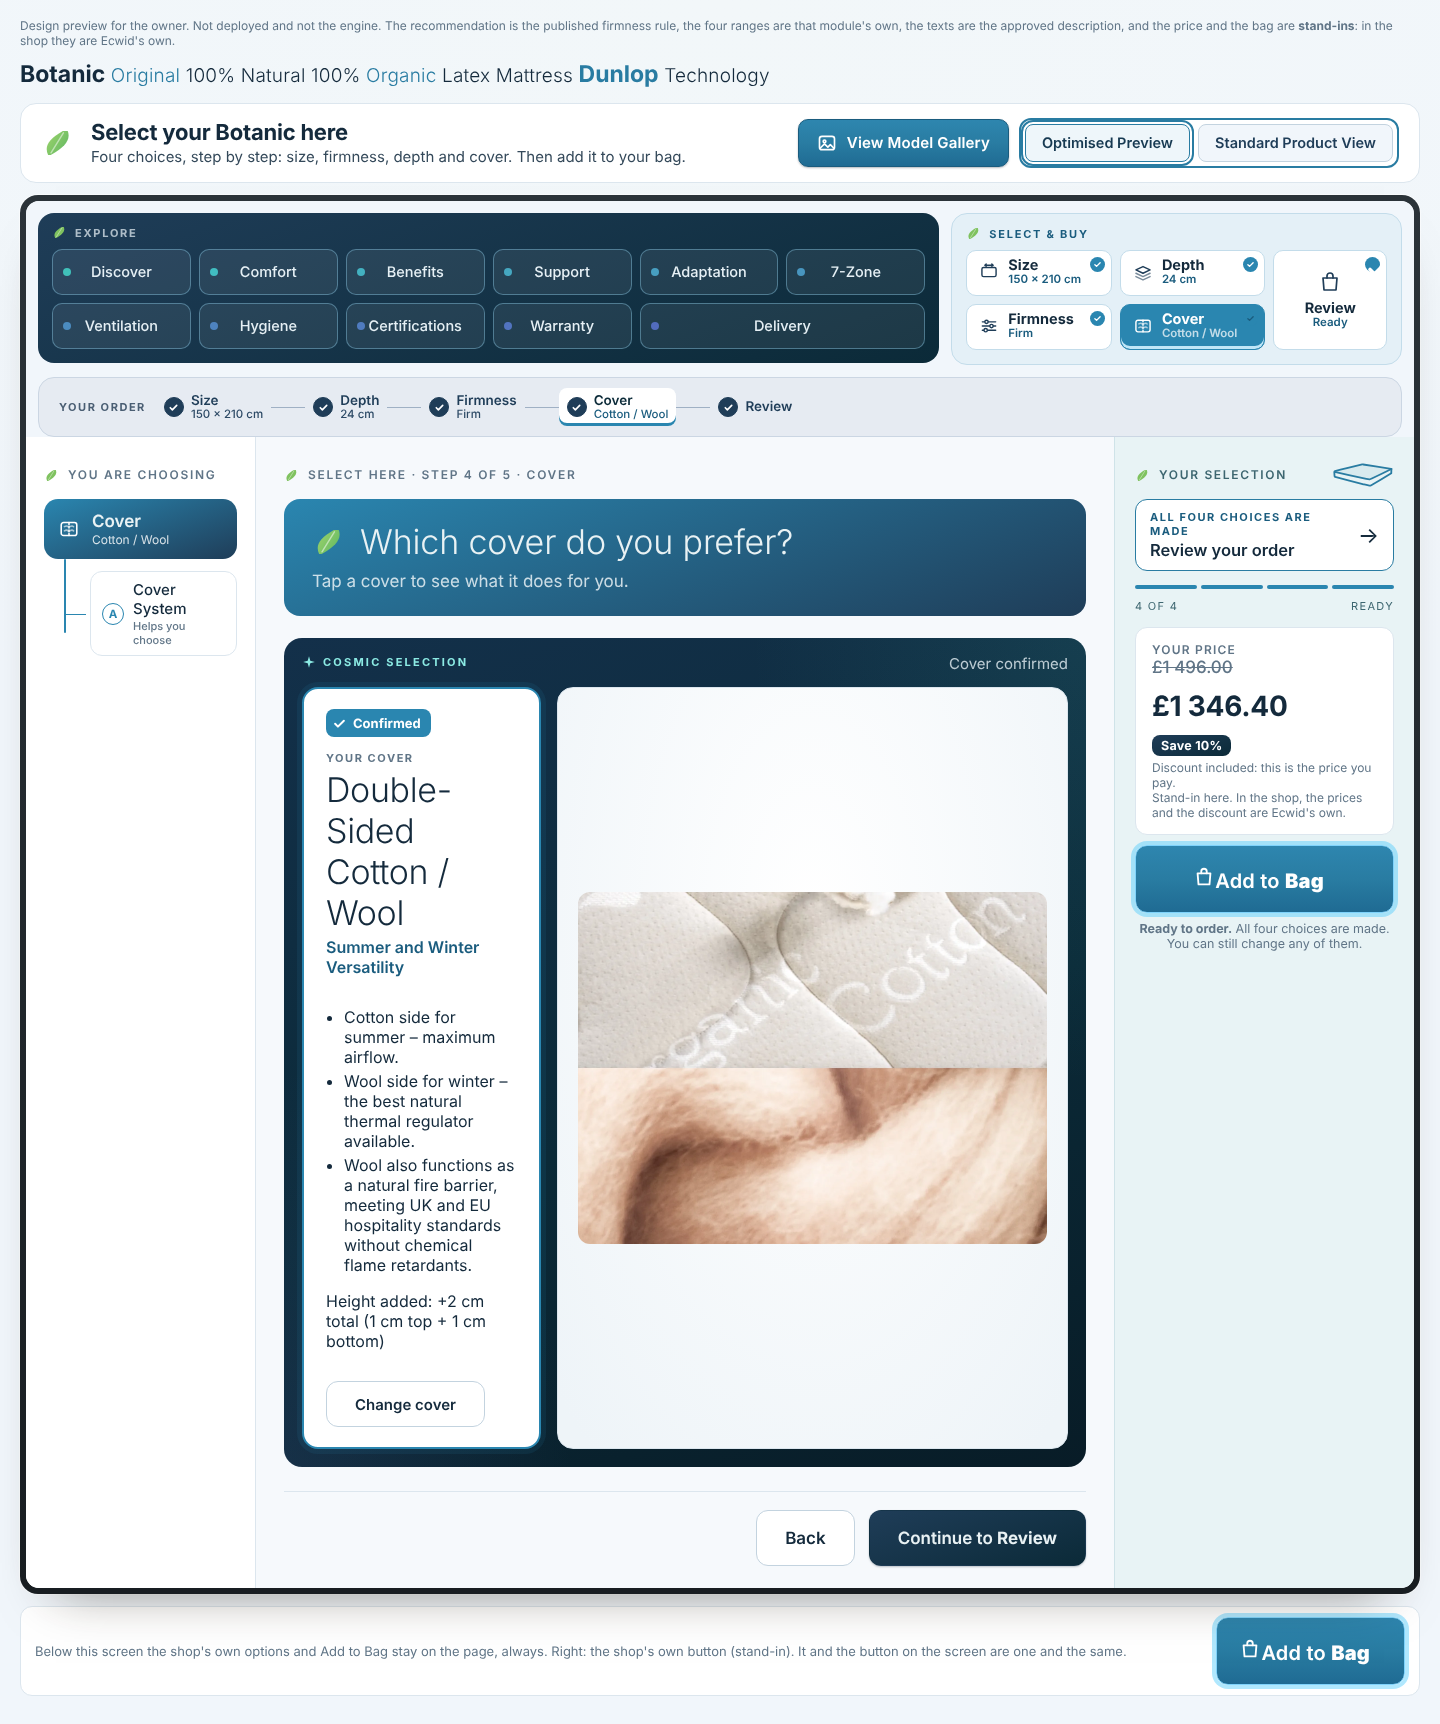 Design preview for the owner. Not deployed and not the engine. The recommendation is the published firmness rule, the four ranges are that module's own, the texts are the approved description, and the price and the bag are stand-ins: in the
shop they are Ecwid's own.
Botanic Original 100% Natural 100% Organic Latex Mattress Dunlop Technology
Select your Botanic here
Four choices, step by step: size, firmness, depth and cover. Then add it to your bag.
View Model Gallery
Optimised Preview
Standard Product View
EXPLORE
Discover
Comfort
Benefits
Support
Adaptation
7-Zone
Ventilation
Hygiene
Certifications
Warranty
Delivery
SELECT & BUY
Size
150 × 210 cm
Depth
24 cm
Firmness
Firm
Cover
Cotton / Wool
Review
Ready
YOUR ORDER
Size
150 × 210 cm
Depth
24 cm
Firmness
Firm
Cover
Cotton / Wool
Review
YOU ARE CHOOSING
Cover
Cotton / Wool
A
Cover
System
Helps you
choose
SELECT HERE · STEP 4 OF 5 · COVER
Which cover do you prefer?
Tap a cover to see what it does for you.
COSMIC SELECTION
Cover confirmed
Confirmed
YOUR COVER
Double-
Sided
Cotton /
Wool
Summer and Winter
Versatility
• Cotton side for
summer – maximum
airflow.
• Wool side for winter –
the best natural
thermal regulator
available.
• Wool also functions as
a natural fire barrier,
meeting UK and EU
hospitality standards
without chemical
flame retardants.
Height added: +2 cm
total (1 cm top + 1 cm
bottom)
Change cover
Cotton
Back
Continue to Review
YOUR SELECTION
ALL FOUR CHOICES ARE
MADE
Review your order
4 OF 4
READY
YOUR PRICE
£1 496.00
£1 346.40
Save 10%
Discount included: this is the price you
pay.
Stand-in here. In the shop, the prices
and the discount are Ecwid's own.
Add to Bag
Ready to order. All four choices are made.
You can still change any of them.
Below this screen the shop's own options and Add to Bag stay on the page, always. Right: the shop's own button (stand-in). It and the button on the screen are one and the same.
Add to Bag